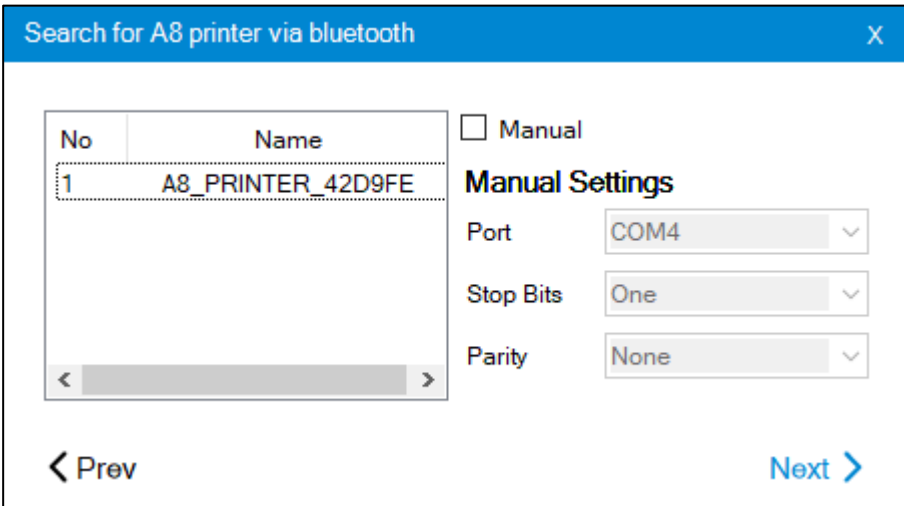 Search for A8 printer via bluetooth X
No Name
1 A8_PRINTER_42D9FE
Manual
Manual Settings
Port COM4
Stop Bits One
Parity None
Prev
Next